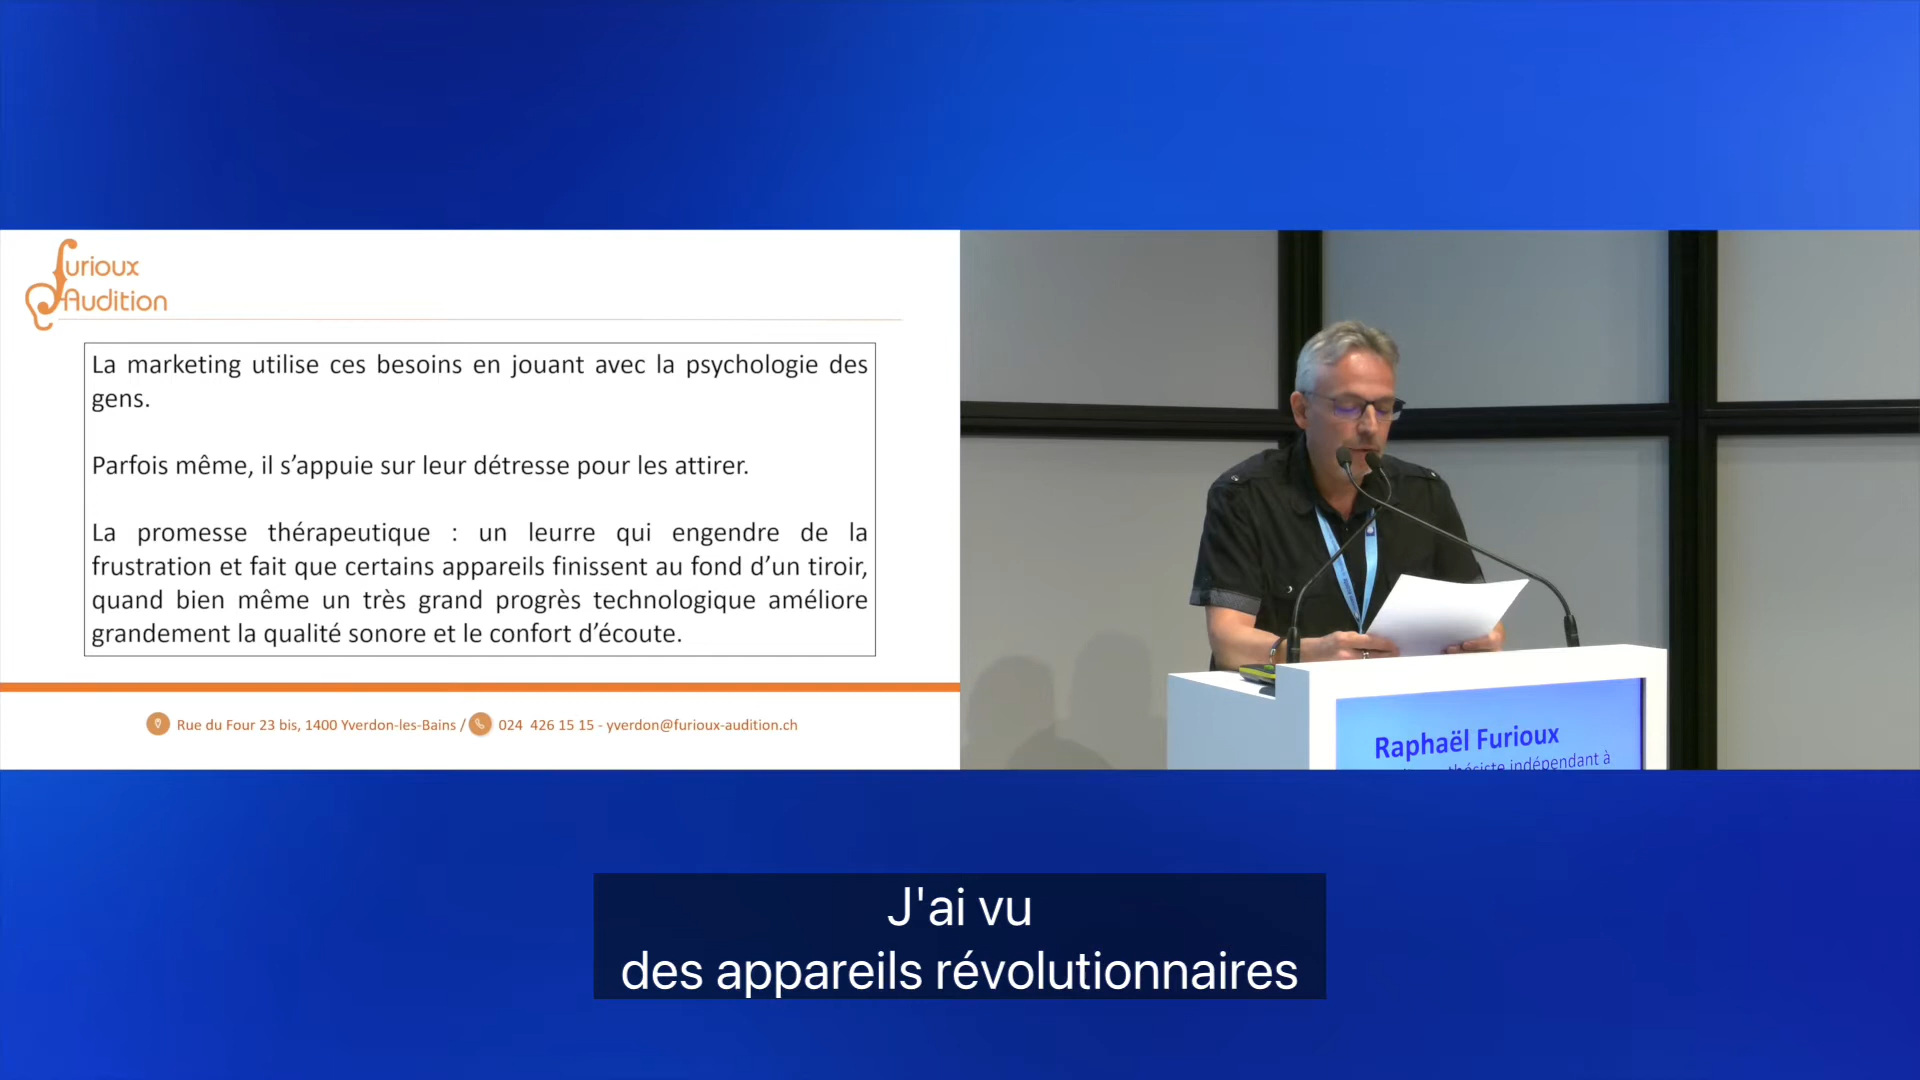 Furioux
Audition
La marketing utilise ces besoins en jouant avec la psychologie des
gens.
Parfois même, il s’appuie sur leur détresse pour les attirer.
La promesse thérapeutique : un leurre qui engendre de la
frustration et fait que certains appareils finissent au fond d’un tiroir,
quand bien même un très grand progrès technologique améliore
grandement la qualité sonore et le confort d’écoute.
Rue du Four 23 bis, 1400 Yverdon-les-Bains / 024 426 15 15 - yverdon@furioux-audition.ch
Raphaël Furioux
indépendant à
J'ai vu
des appareils révolutionnaires